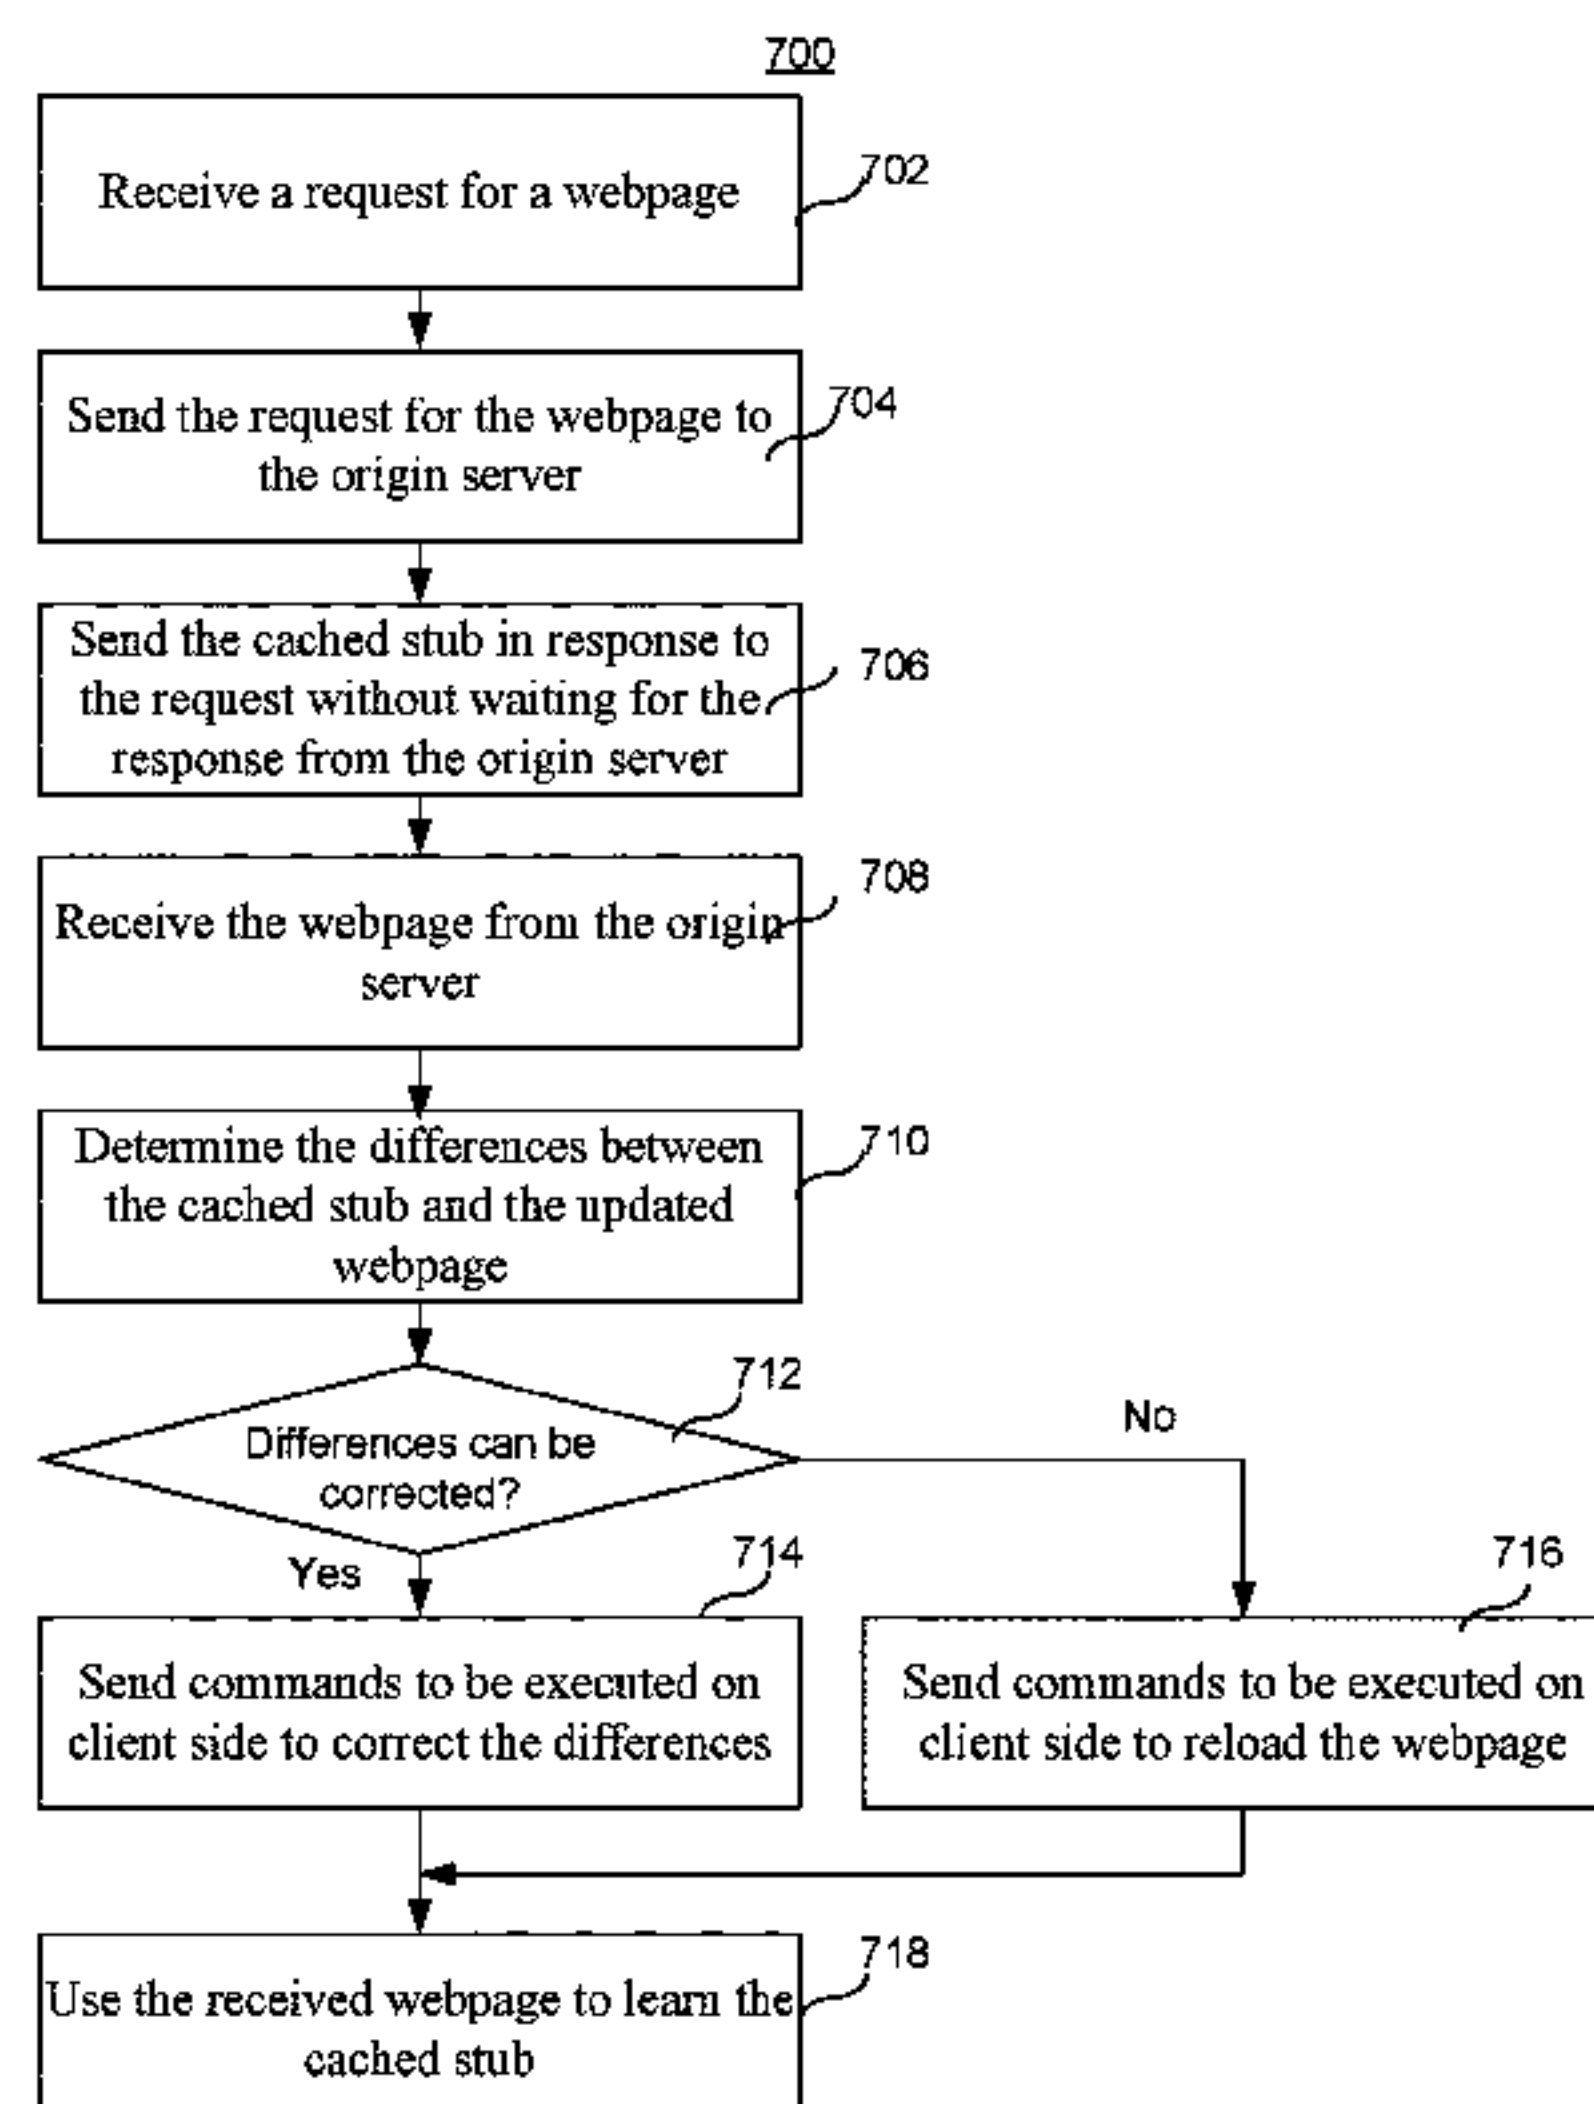 700
Receive a request for a webpage
702
Send the request for the webpage to
the origin server
704
Send the cached stub in response to
the request without waiting for the
response from the origin server
706
Receive the webpage from the origin
server
708
Determine the differences between
the cached stub and the updated
webpage
710
Differences can be
corrected?
712
No
Yes
714
Send commands to be executed on
client side to correct the differences
716
Send commands to be executed on
client side to reload the webpage
Use the received webpage to learn the
cached stub
718